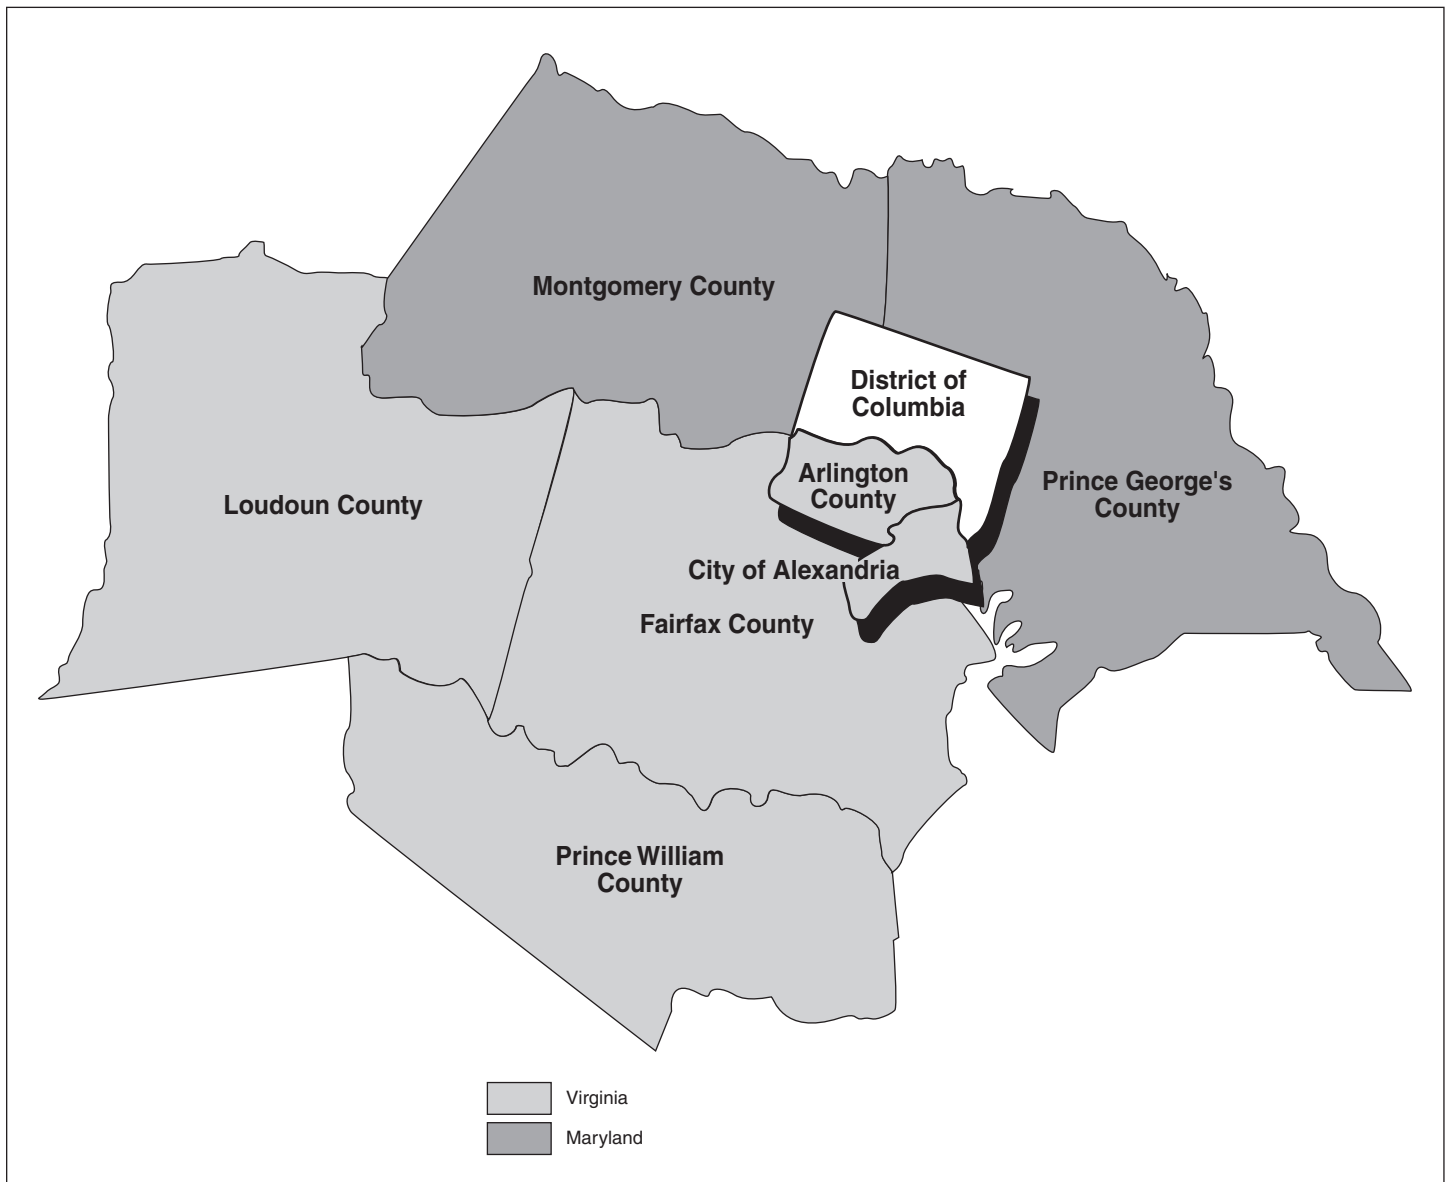 Montgomery County
District of
Columbia
Arlington
County
Prince George's
County
Loudoun County
City of Alexandria
Fairfax County
Prince William
County
Virginia
Maryland